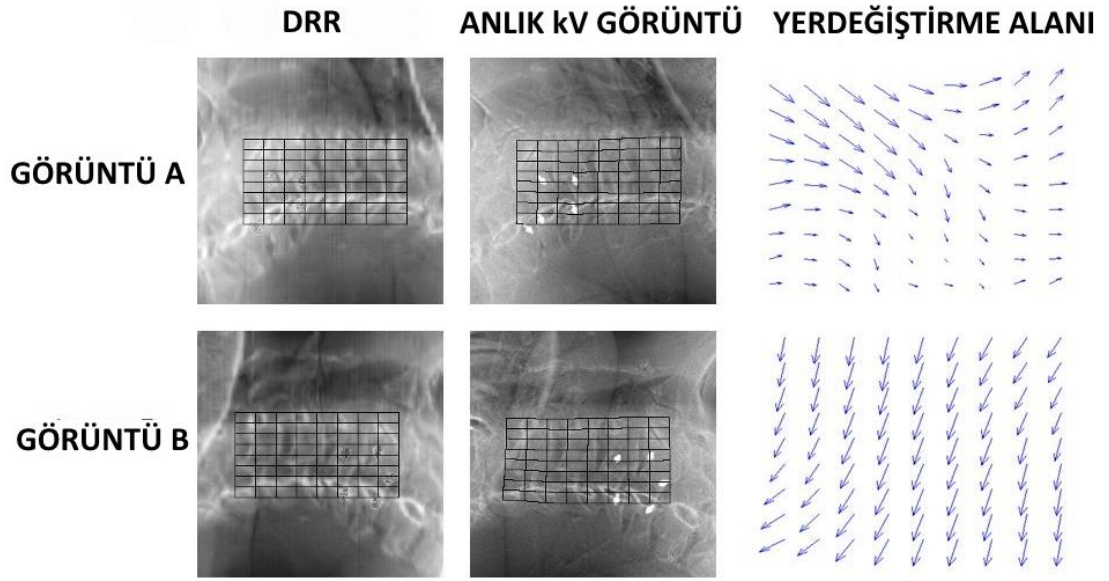 DRR
ANLIK kV GÖRÜNTÜ
YERDEĞİŞTİRME ALANI
GÖRÜNTÜ A
GÖRÜNTÜ B